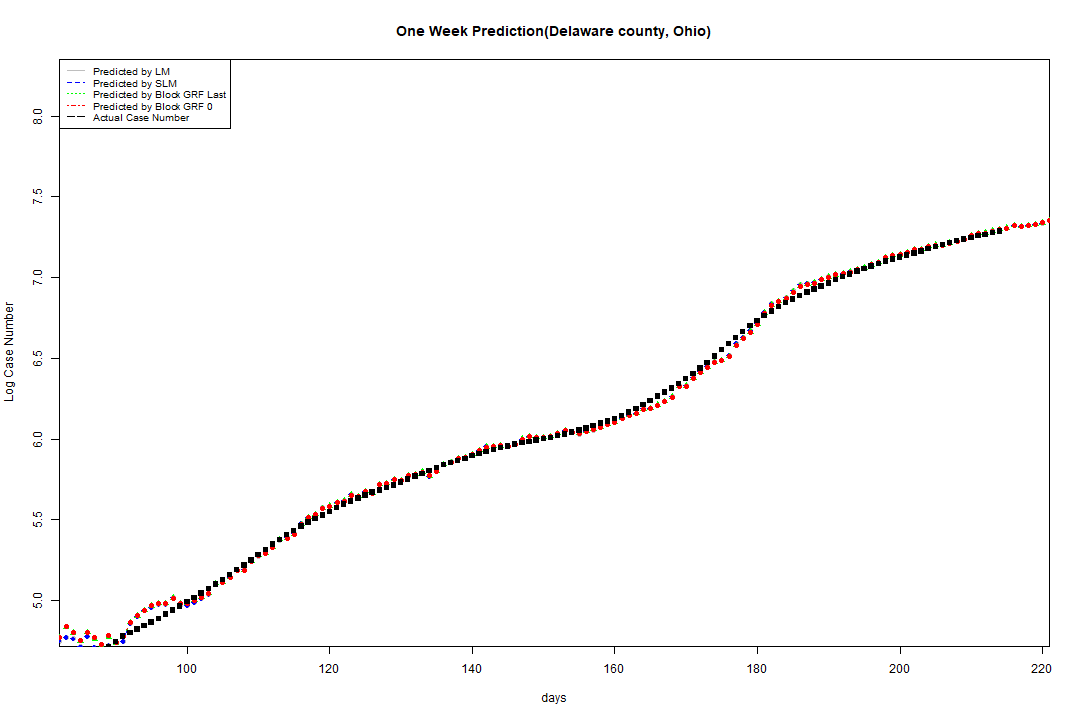 One Week Prediction(Delaware county, Ohio)
Predicted by LM
Predicted by SLM
Predicted by Block GRF Last
Predicted by Block GRF 0
Actual Case Number
8.0
7.5
7.0
6.5
6.0
5.5
5.0
Log Case Number
100 120 140 160 180 200 220
days